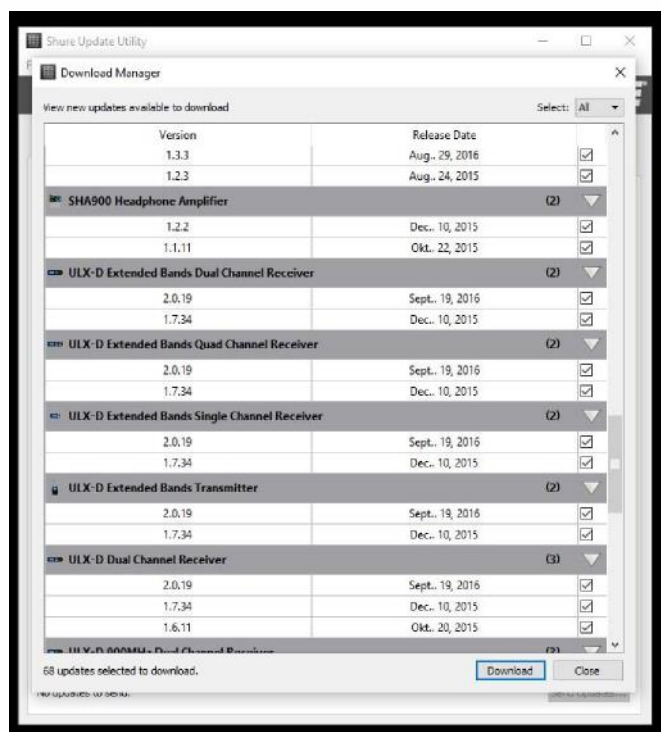 Shure Update Utility
Download Manager
View new updates available to download Select: All
Version Release Date
1.3.3 Aug.. 29, 2016
1.2.3 Aug.. 24, 2015
SHA900 Headphone Amplifier (2)
1.2.2 Dec.. 10, 2015
1.1.11 Okt.. 22, 2015
ULX-D Extended Bands Dual Channel Receiver (2)
2.0.19 Sept.. 19, 2016
1.7.34 Dec.. 10, 2015
ULX-D Extended Bands Quad Channel Receiver (2)
2.0.19 Sept.. 19, 2016
1.7.34 Dec.. 10, 2015
ULX-D Extended Bands Single Channel Receiver (2)
2.0.19 Sept.. 19, 2016
1.7.34 Dec.. 10, 2015
ULX-D Extended Bands Transmitter (2)
2.0.19 Sept.. 19, 2016
1.7.34 Dec.. 10, 2015
ULX-D Dual Channel Receiver (3)
2.0.19 Sept.. 19, 2016
1.7.34 Dec.. 10, 2015
1.6.11 Okt.. 20, 2015
ULX-D 900MHz Dual Channel Receiver (2)
68 updates selected to download. Download Close
No updates to send. Send Updates...